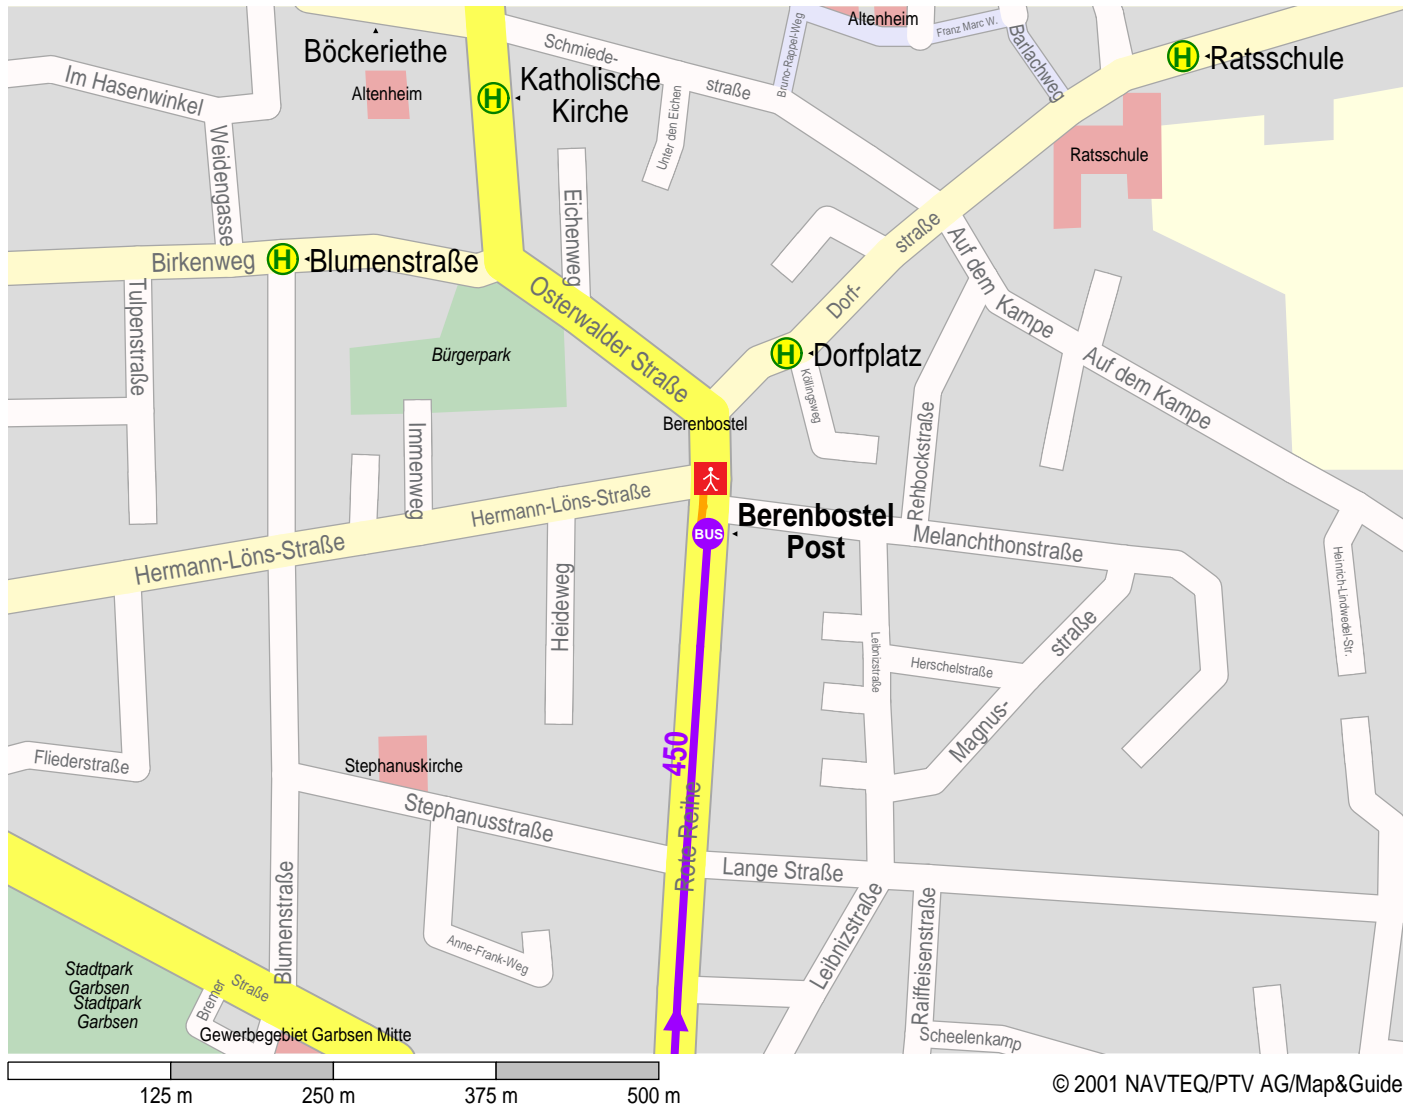 Altenheim
Franz Marc W.
Bruno-Rappel-Weg
Barlachweg
Böckeriethe
Schmiede-
straße
H
Ratsschule
Im Hasenwinkel
Altenheim
H
Katholische
Kirche
Unter den Eichen
Ratsschule
Weidengasse
Eichenweg
straße
Auf dem
Kampe
Birkenweg
H
Blumenstraße
Tulpenstraße
Osterwalder Straße
Dorf-
Bürgerpark
H
Dorfplatz
Köllingsweg
Auf dem Kampe
Berenbostel
Immenweg
Rehbockstraße
Hermann-Löns-Straße
Hermann-Löns-Straße
BUS
Berenbostel
Post
Melanchthonstraße
Heinrich-Lindwedel-Str.
Heideweg
Leibnizstraße
Herschelstraße
straße
Magnus-
450
Rote Reihe
Fliederstraße
Stephanuskirche
Stephanusstraße
Lange Straße
Blumenstraße
Anne-Frank-Weg
Leibnizstraße
Raiffeisenstraße
Stadtpark
Garbsen
Stadtpark
Garbsen
Bremer
Straße
Gewerbegebiet Garbsen Mitte
Scheelenkamp
125 m
250 m
375 m
500 m
© 2001 NAVTEQ/PTV AG/Map&Guide